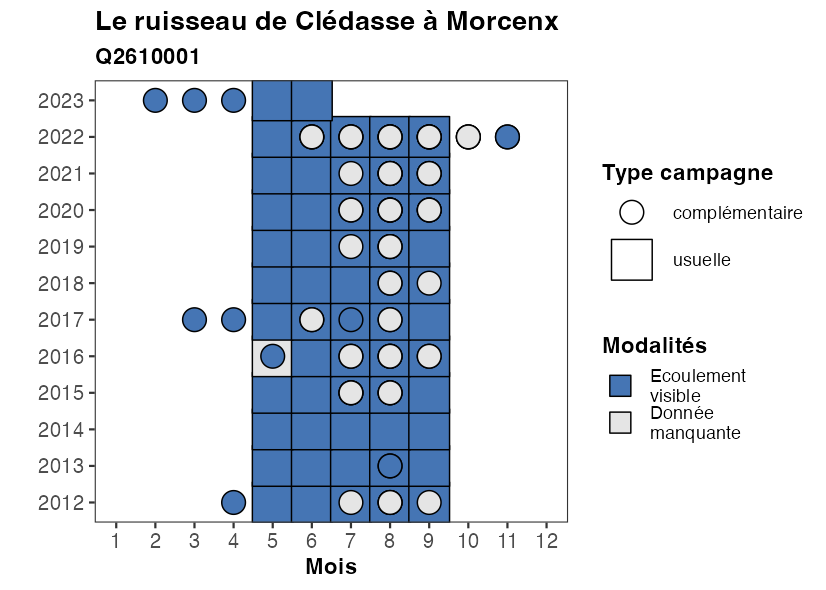 Le ruisseau de Clédasse à Morcenx
Q2610001
2023
2022
2021
2020
2019
2018
2017
2016
2015
2014
2013
2012
1 2 3 4 5 6 7 8 9 10 11 12
Mois
Type campagne
complémentaire
usuelle
Modalités
Ecoulement
visible
Donnée
manquante